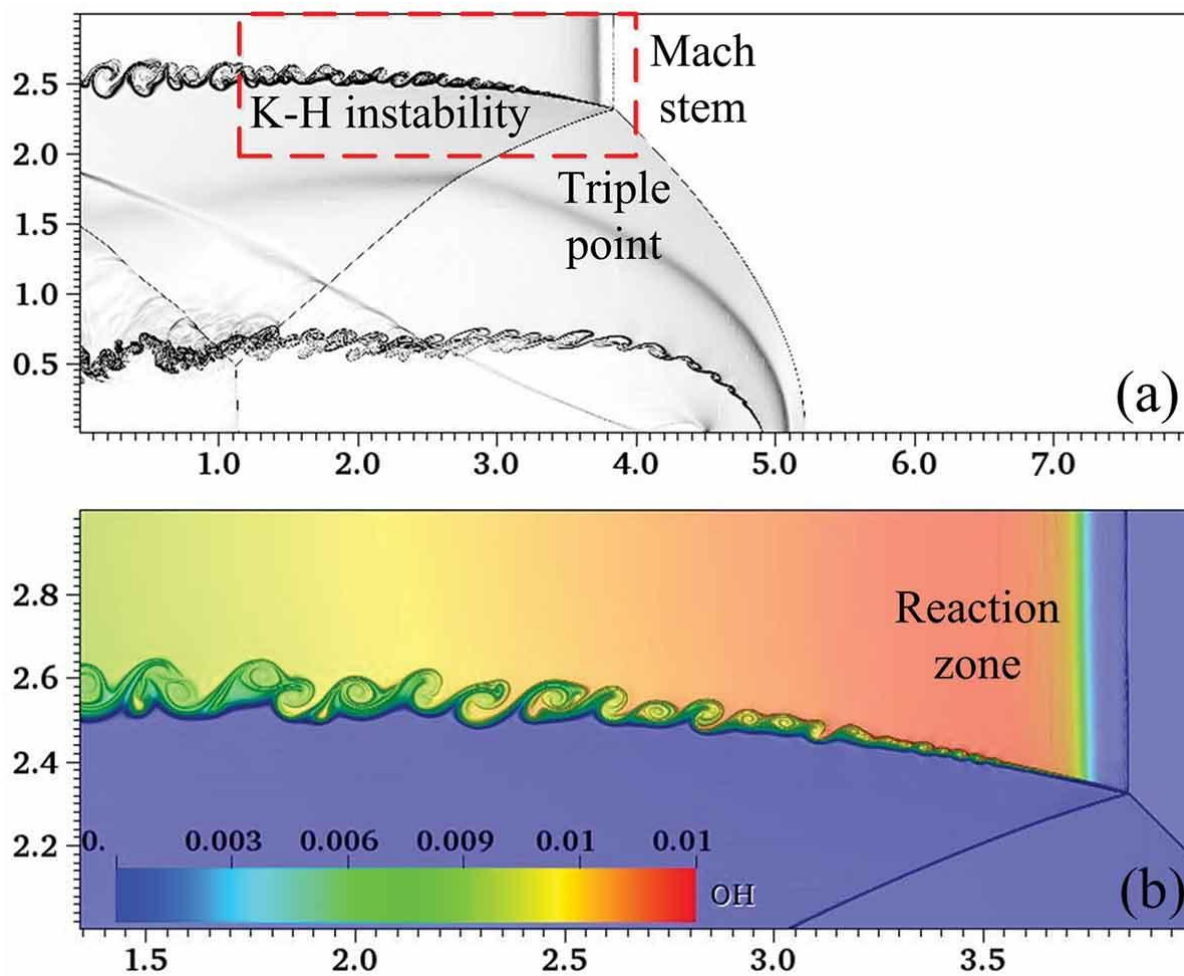 2.5
2.0
1.5
1.0
0.5
K-H instability
Mach
stem
Triple
point
(a)
1.0 2.0 3.0 4.0 5.0 6.0 7.0
2.8
2.6
2.4
2.2
Reaction
zone
0. 0.003 0.006 0.009 0.01 0.01
OH
(b)
1.5 2.0 2.5 3.0 3.5